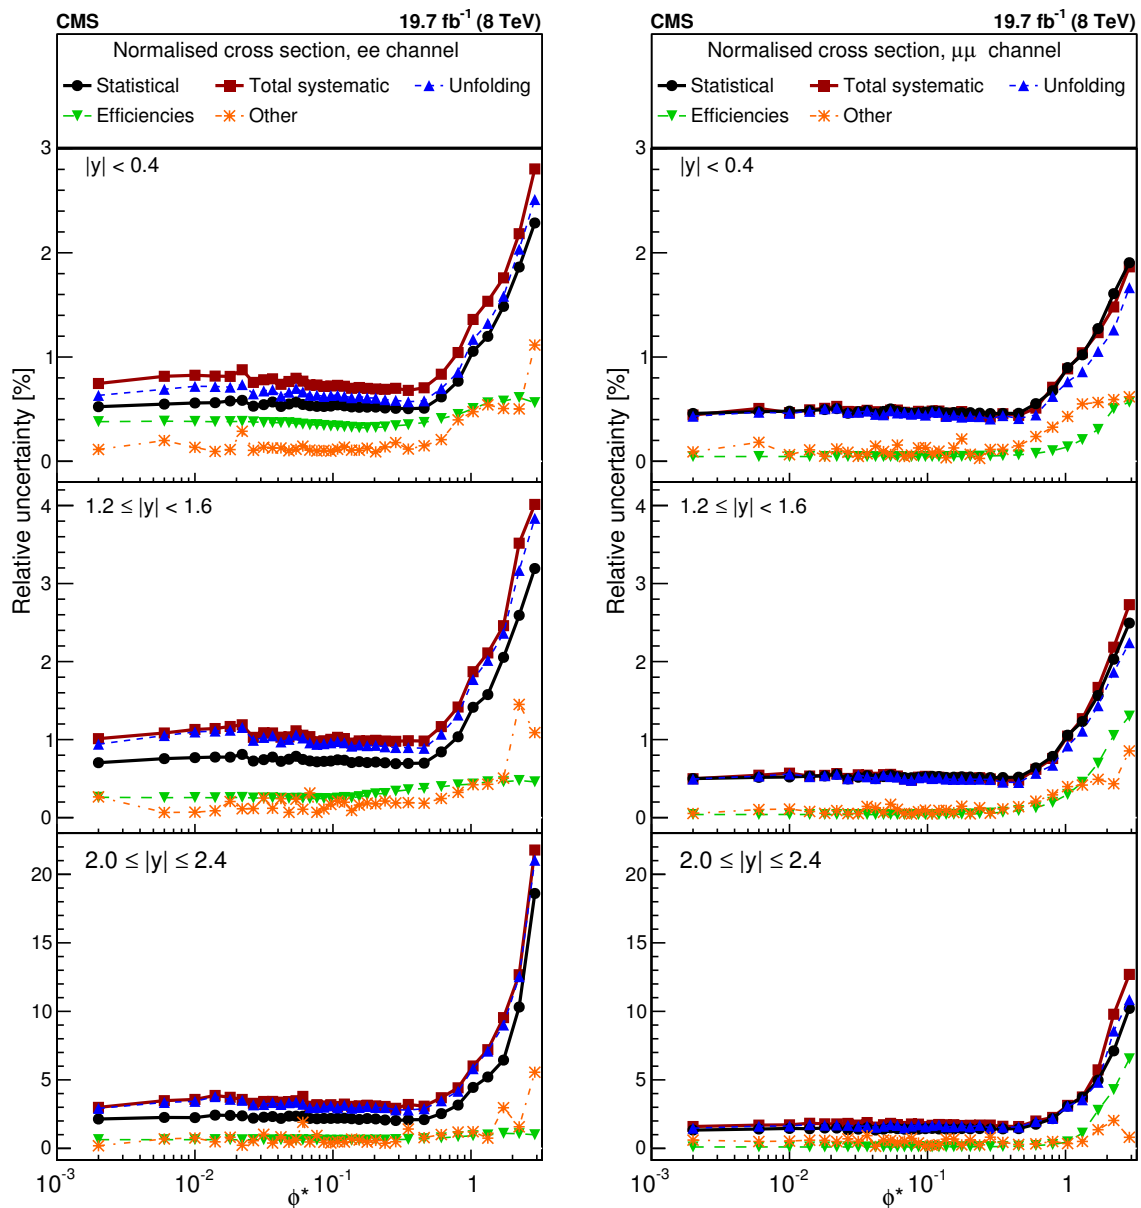 CMS 19.7 fb⁻¹ (8 TeV)
Normalised cross section, ee channel
Statistical Total systematic Unfolding
Efficiencies Other
|y| < 0.4
3
2
1
0
1.2 ≤ |y| < 1.6
4
3
2
1
0
2.0 ≤ |y| ≤ 2.4
20
15
10
5
0
Relative uncertainty [%]
10⁻³ 10⁻² 10⁻¹ 1
ϕ*
CMS 19.7 fb⁻¹ (8 TeV)
Normalised cross section, μμ channel
Statistical Total systematic Unfolding
Efficiencies Other
|y| < 0.4
3
2
1
0
1.2 ≤ |y| < 1.6
4
3
2
1
0
2.0 ≤ |y| ≤ 2.4
20
15
10
5
0
Relative uncertainty [%]
10⁻³ 10⁻² 10⁻¹ 1
ϕ*